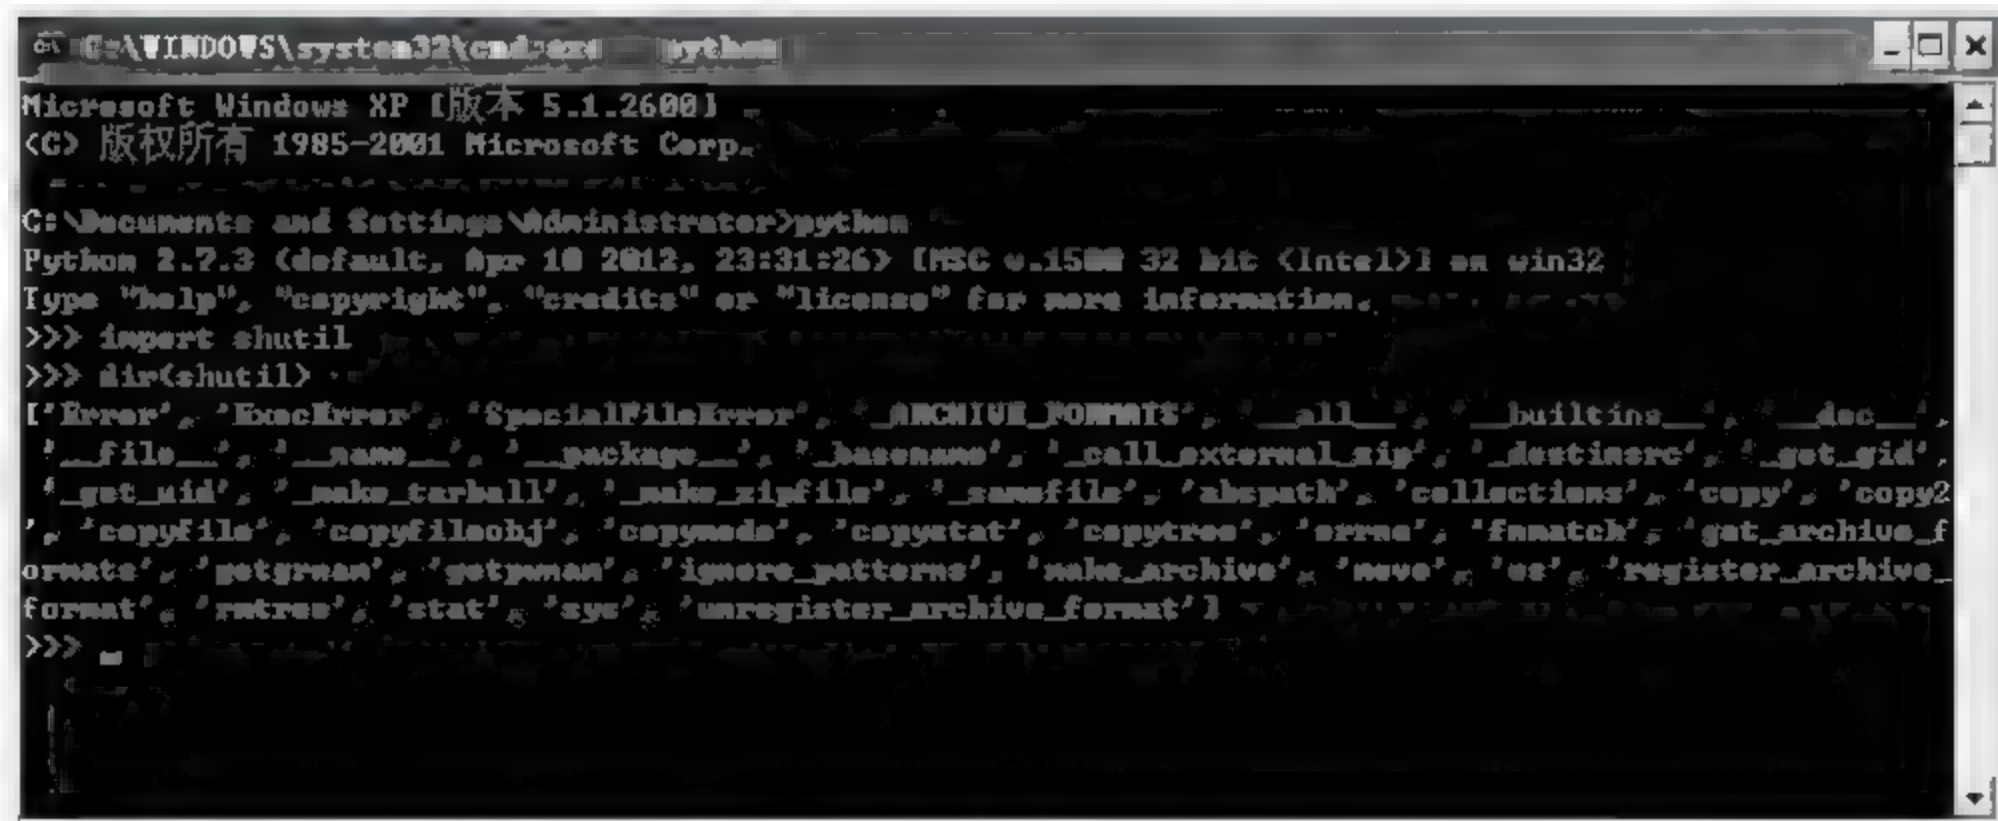 C:\WINDOWS\system32\cmd.exe - python
Microsoft Windows XP [版本 5.1.2600]
(C) 版权所有 1985-2001 Microsoft Corp.
C:\Documents and Settings\Administrator>python
Python 2.7.3 (default, Apr 10 2012, 23:31:26) [MSC v.1500 32 bit (Intel)] on win32
Type "help", "copyright", "credits" or "license" for more information.
>>> import shutil
>>> dir(shutil)
['Error', 'ExecError', 'SpecialFileError', '_ARCHIVE_FORMATS', '__all__', '__builtins__', '__doc__',
'__file__', '__name__', '__package__', '_basename', '_call_external_zip', '_destinsrc', '_get_gid',
'_get_uid', '_make_tarball', '_make_zipfile', '_samefile', 'abspath', 'collections', 'copy', 'copy2
', 'copyfile', 'copyfileobj', 'copymode', 'copystat', 'copytree', 'errno', 'fnmatch', 'get_archive_f
ormats', 'getgrnam', 'getpwnam', 'ignore_patterns', 'make_archive', 'move', 'os', 'register_archive_
format', 'rmtree', 'stat', 'sys', 'unregister_archive_format']
>>>